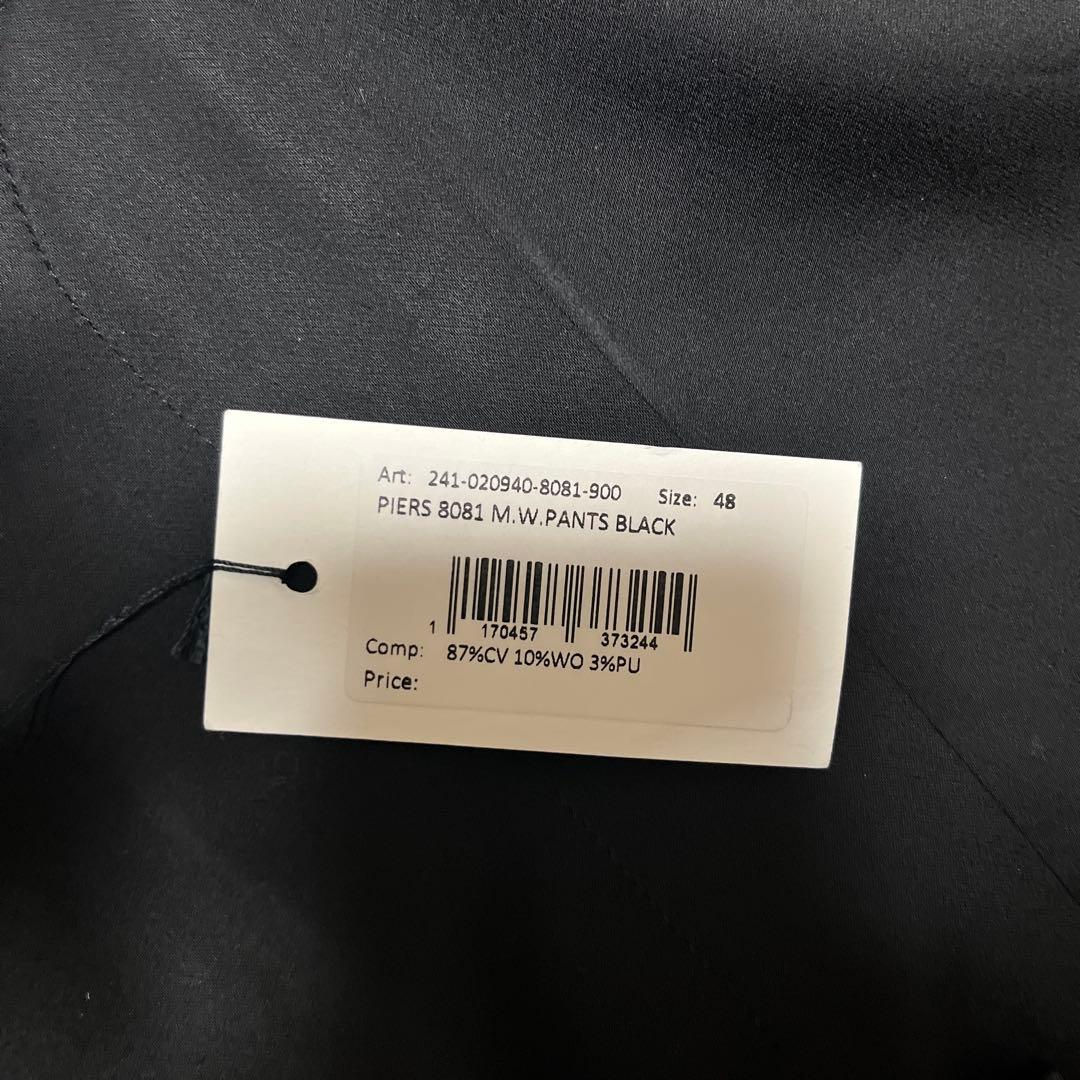 Art: 241-020940-8081-900 Size: 48
PIERS 8081 M.W.PANTS BLACK
1 170457 373244
Comp: 87%CV 10%WO 3%PU
Price: